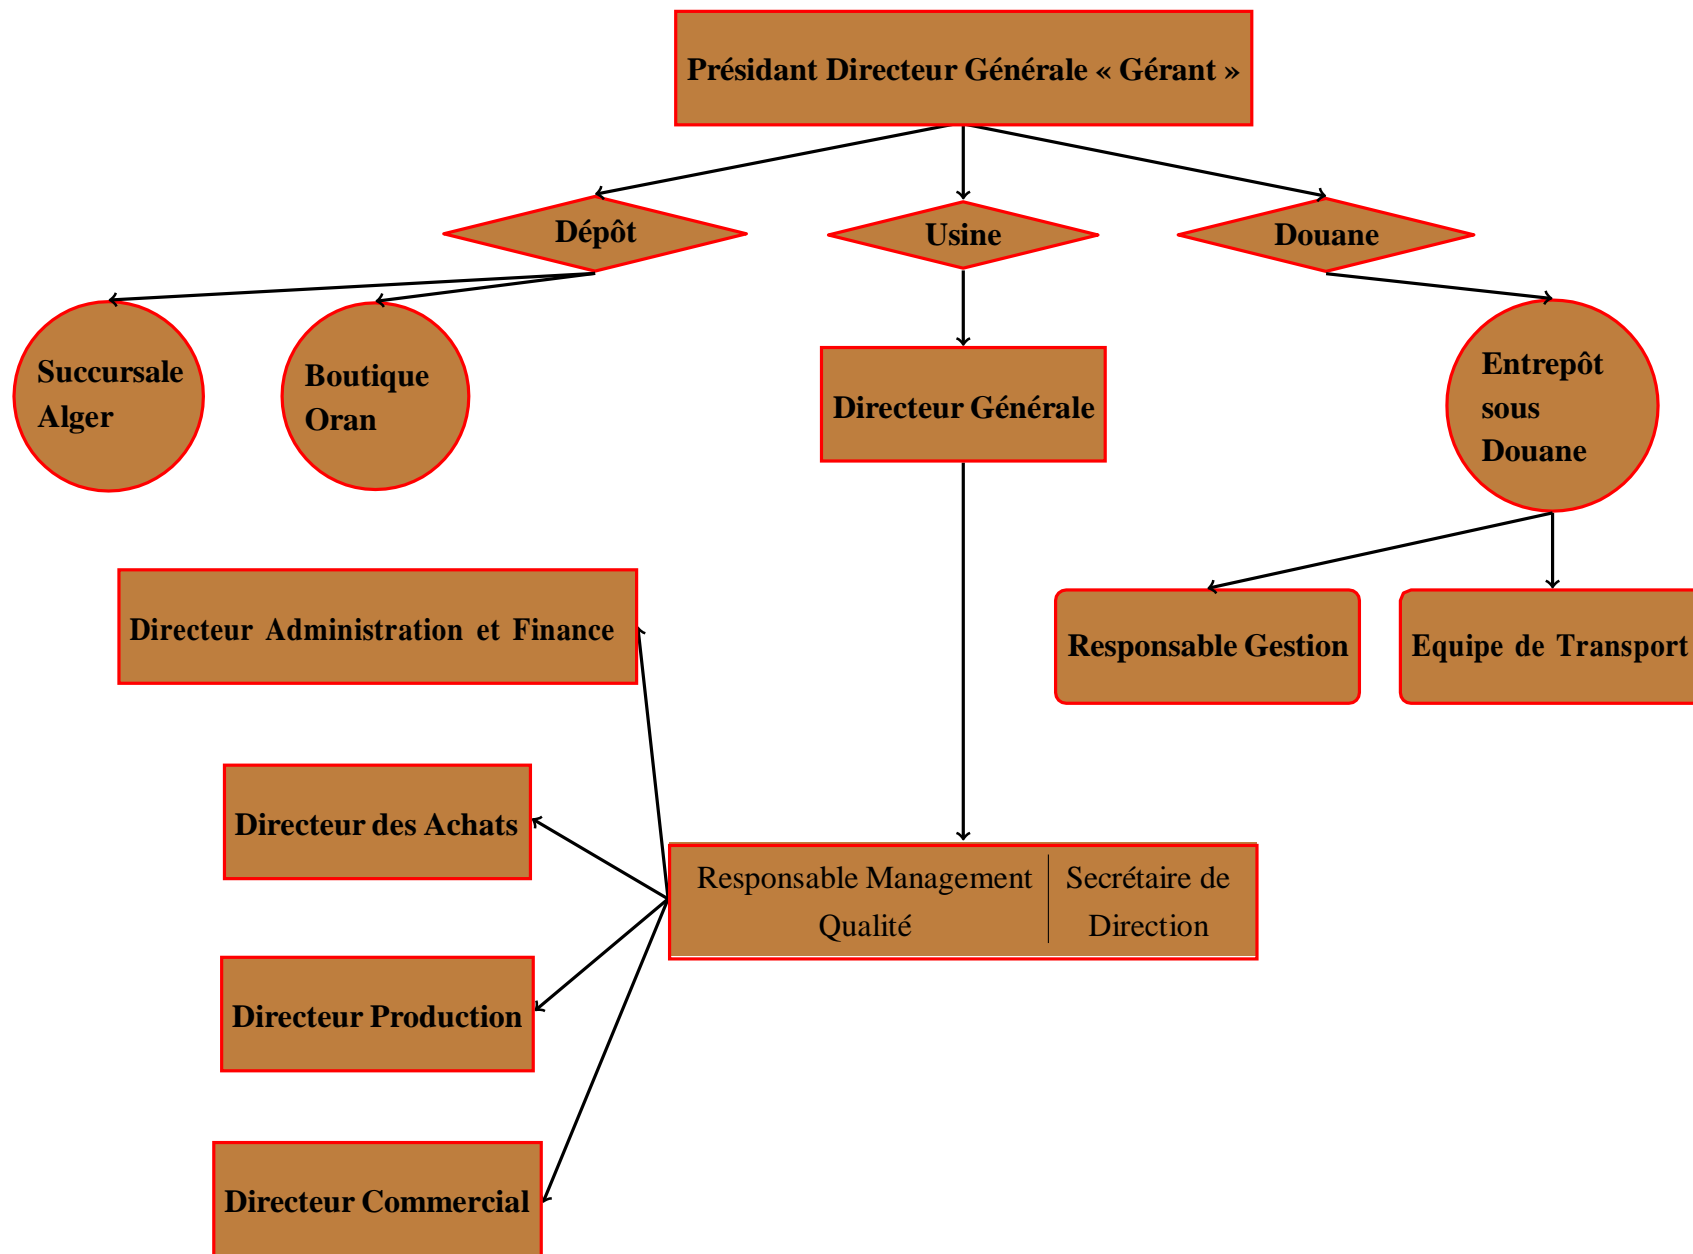 Présidant Directeur Générale « Gérant »
Dépôt
Usine
Douane
Succursale
Alger
Boutique
Oran
Directeur Générale
Entrepôt
sous
Douane
Directeur Administration et Finance
Responsable Gestion
Equipe de Transport
Directeur des Achats
Responsable Management
Qualité
Secrétaire de
Direction
Directeur Production
Directeur Commercial